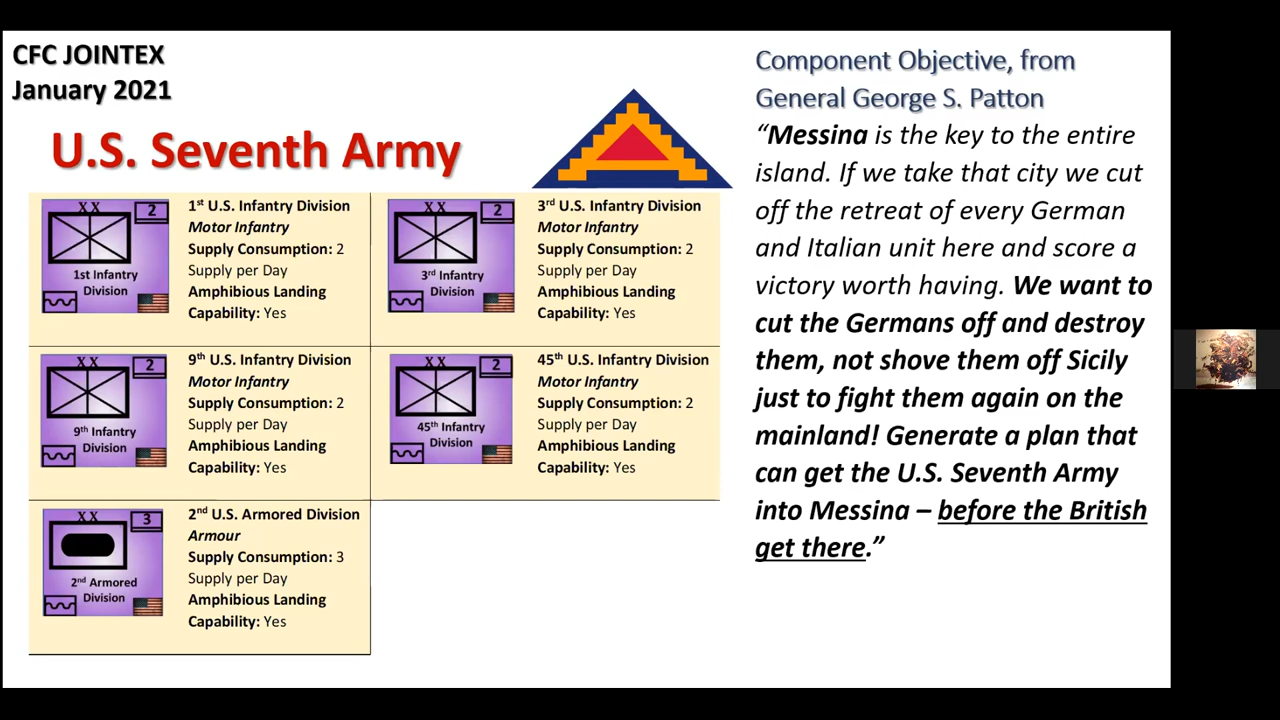 CFC JOINTEX
January 2021
U.S. Seventh Army
XX
2
1st Infantry
Division
1st U.S. Infantry Division
Motor Infantry
Supply Consumption: 2
Supply per Day
Amphibious Landing
Capability: Yes
XX
2
3rd Infantry
Division
3rd U.S. Infantry Division
Motor Infantry
Supply Consumption: 2
Supply per Day
Amphibious Landing
Capability: Yes
XX
2
9th Infantry
Division
9th U.S. Infantry Division
Motor Infantry
Supply Consumption: 2
Supply per Day
Amphibious Landing
Capability: Yes
XX
2
45th Infantry
Division
45th U.S. Infantry Division
Motor Infantry
Supply Consumption: 2
Supply per Day
Amphibious Landing
Capability: Yes
XX
3
2nd Armored
Division
2nd U.S. Armored Division
Armour
Supply Consumption: 3
Supply per Day
Amphibious Landing
Capability: Yes
Component Objective, from
General George S. Patton
“Messina is the key to the entire
island. If we take that city we cut
off the retreat of every German
and Italian unit here and score a
victory worth having. We want to
cut the Germans off and destroy
them, not shove them off Sicily
just to fight them again on the
mainland! Generate a plan that
can get the U.S. Seventh Army
into Messina – before the British
get there.”